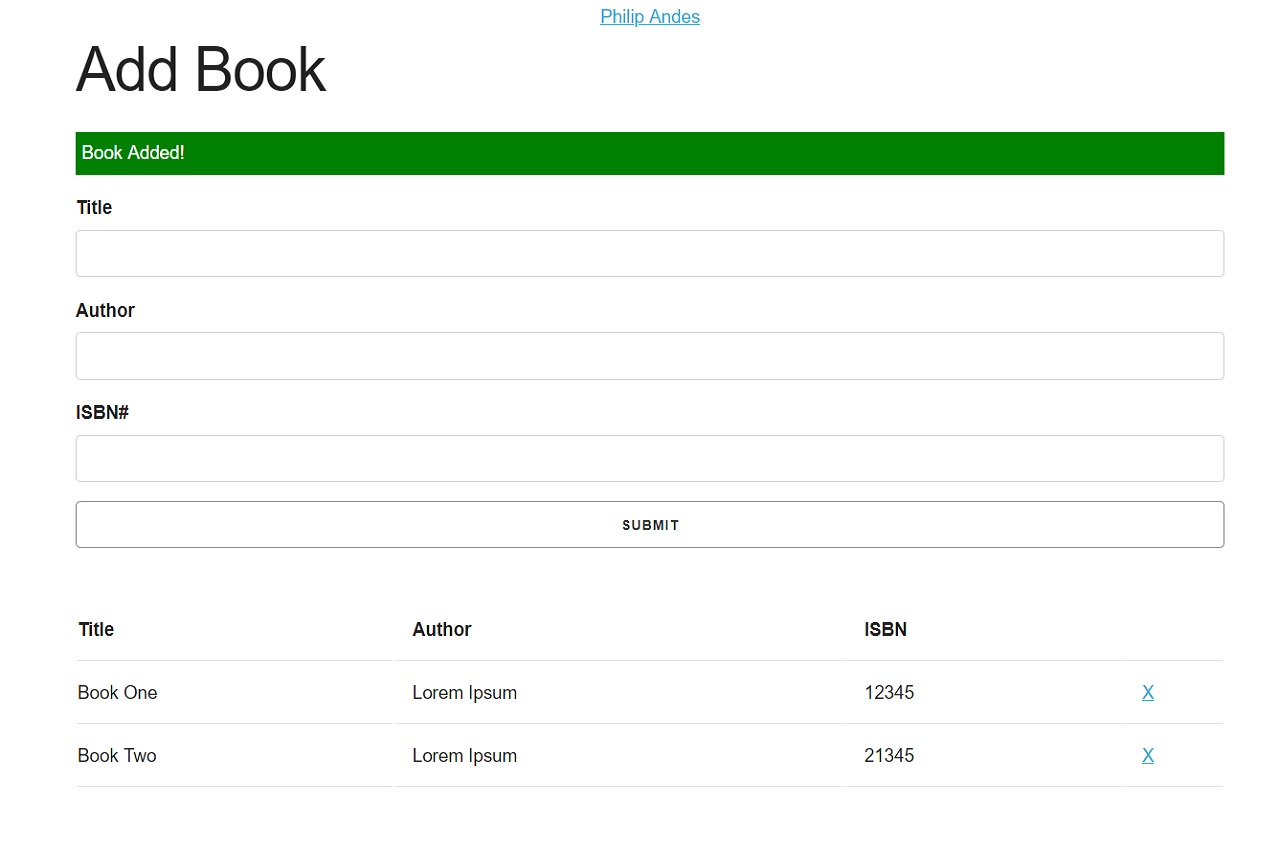 Philip Andes
Add Book
Book Added!
Title
Author
ISBN#
SUBMIT
Title Author ISBN
Book One Lorem Ipsum 12345 X
Book Two Lorem Ipsum 21345 X